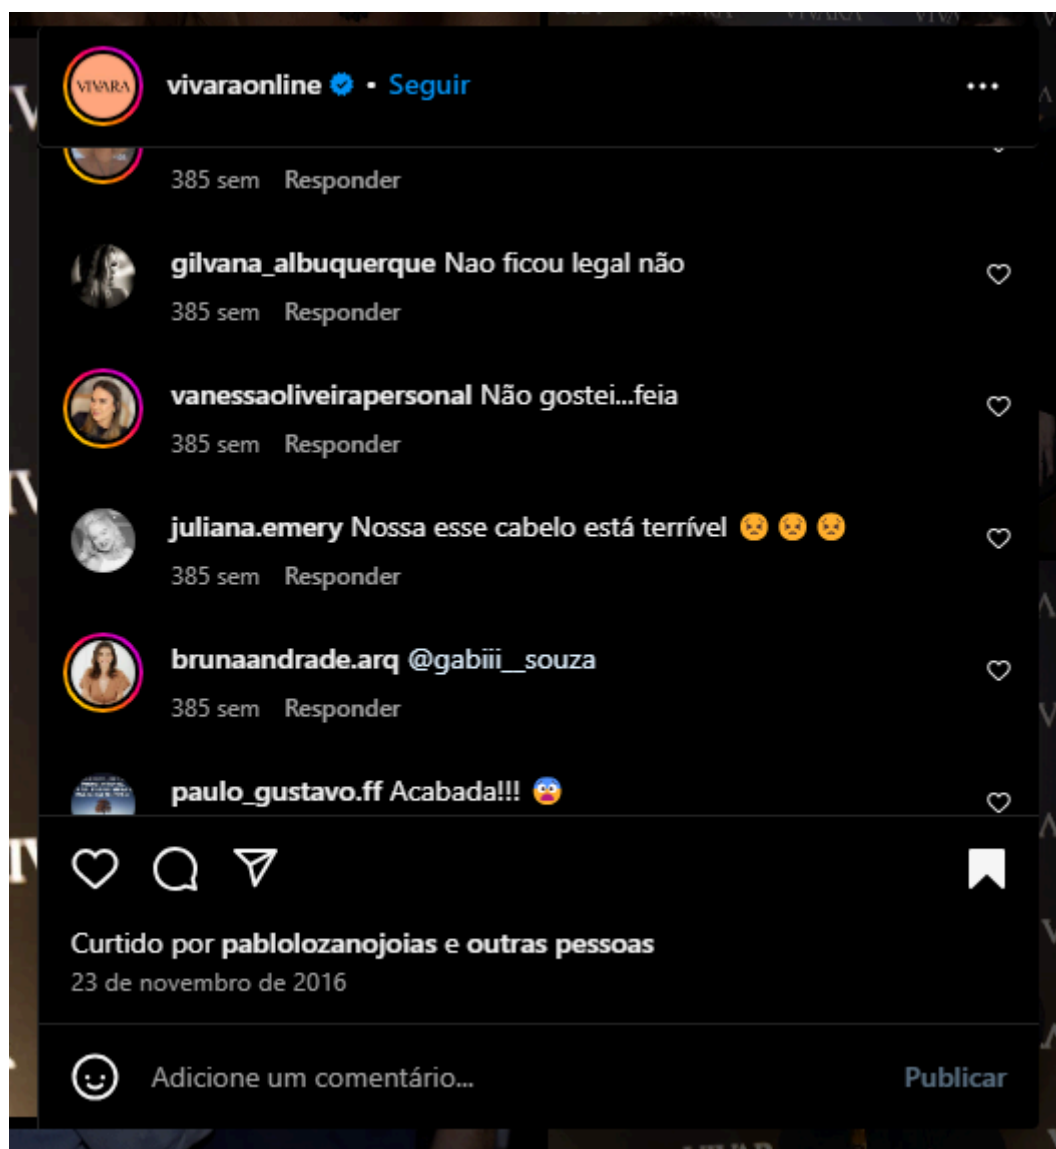 VIVARA
vivaraonline • Seguir
385 sem Responder
gilvana_albuquerque Nao ficou legal não
385 sem Responder
vanessaoliveirapersonal Não gostei...feia
385 sem Responder
juliana.emery Nossa esse cabelo está terrível 😣 😣 😣
385 sem Responder
brunaandrade.arq @gabiii__souza
385 sem Responder
paulo_gustavo.ff Acabada!!! 😨
Curtido por pablolozanojoias e outras pessoas
23 de novembro de 2016
Adicione um comentário...
Publicar